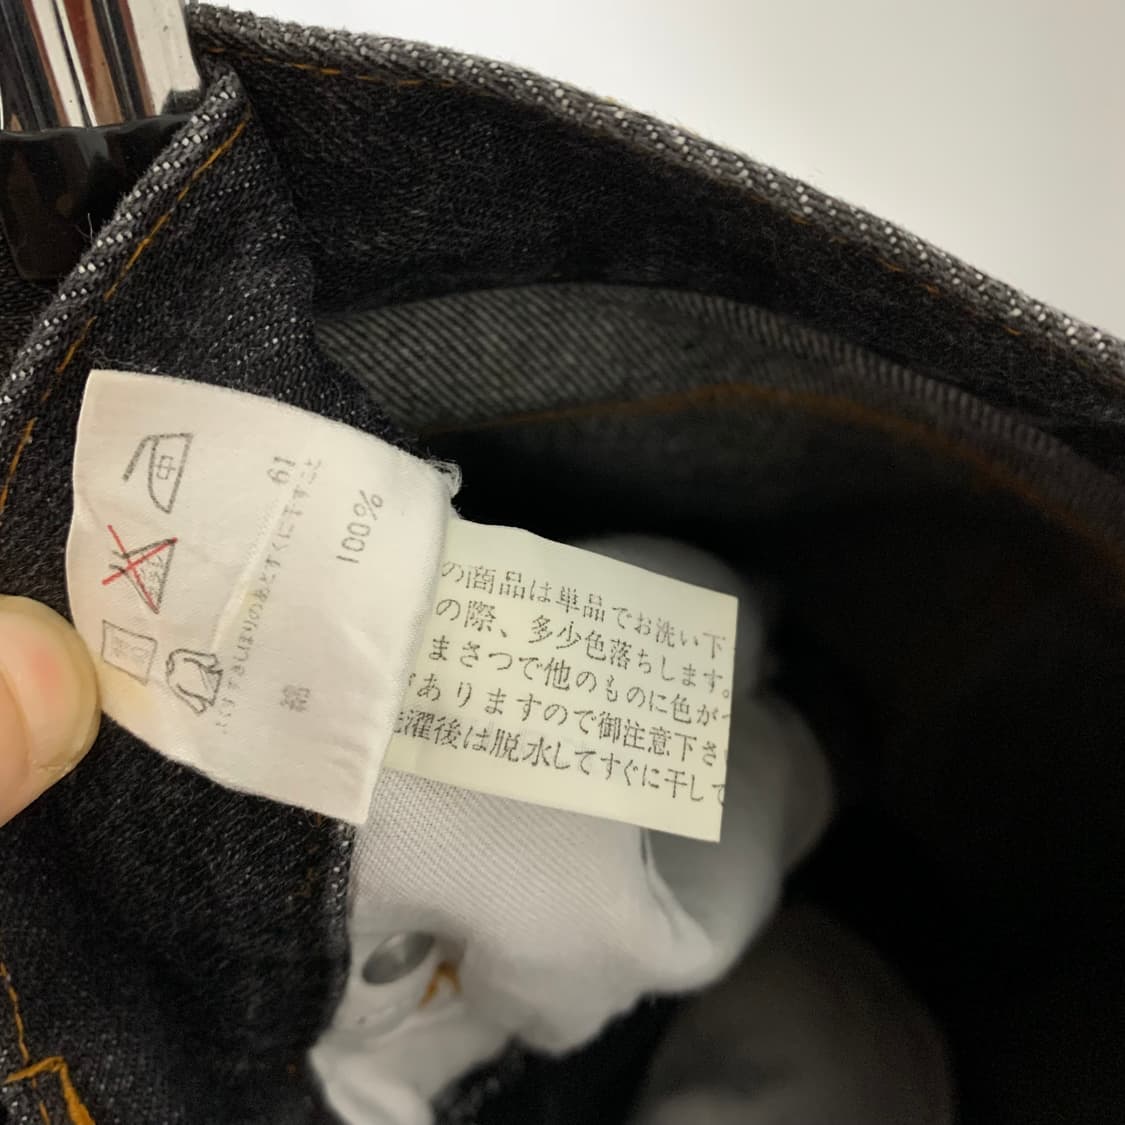 の商品は単品でお洗い下
の際、多少色落ちします。
まさつで他のものに色が
ありますので御注意下さ
洗濯後は脱水してすぐに干して
綿 100%
61
中